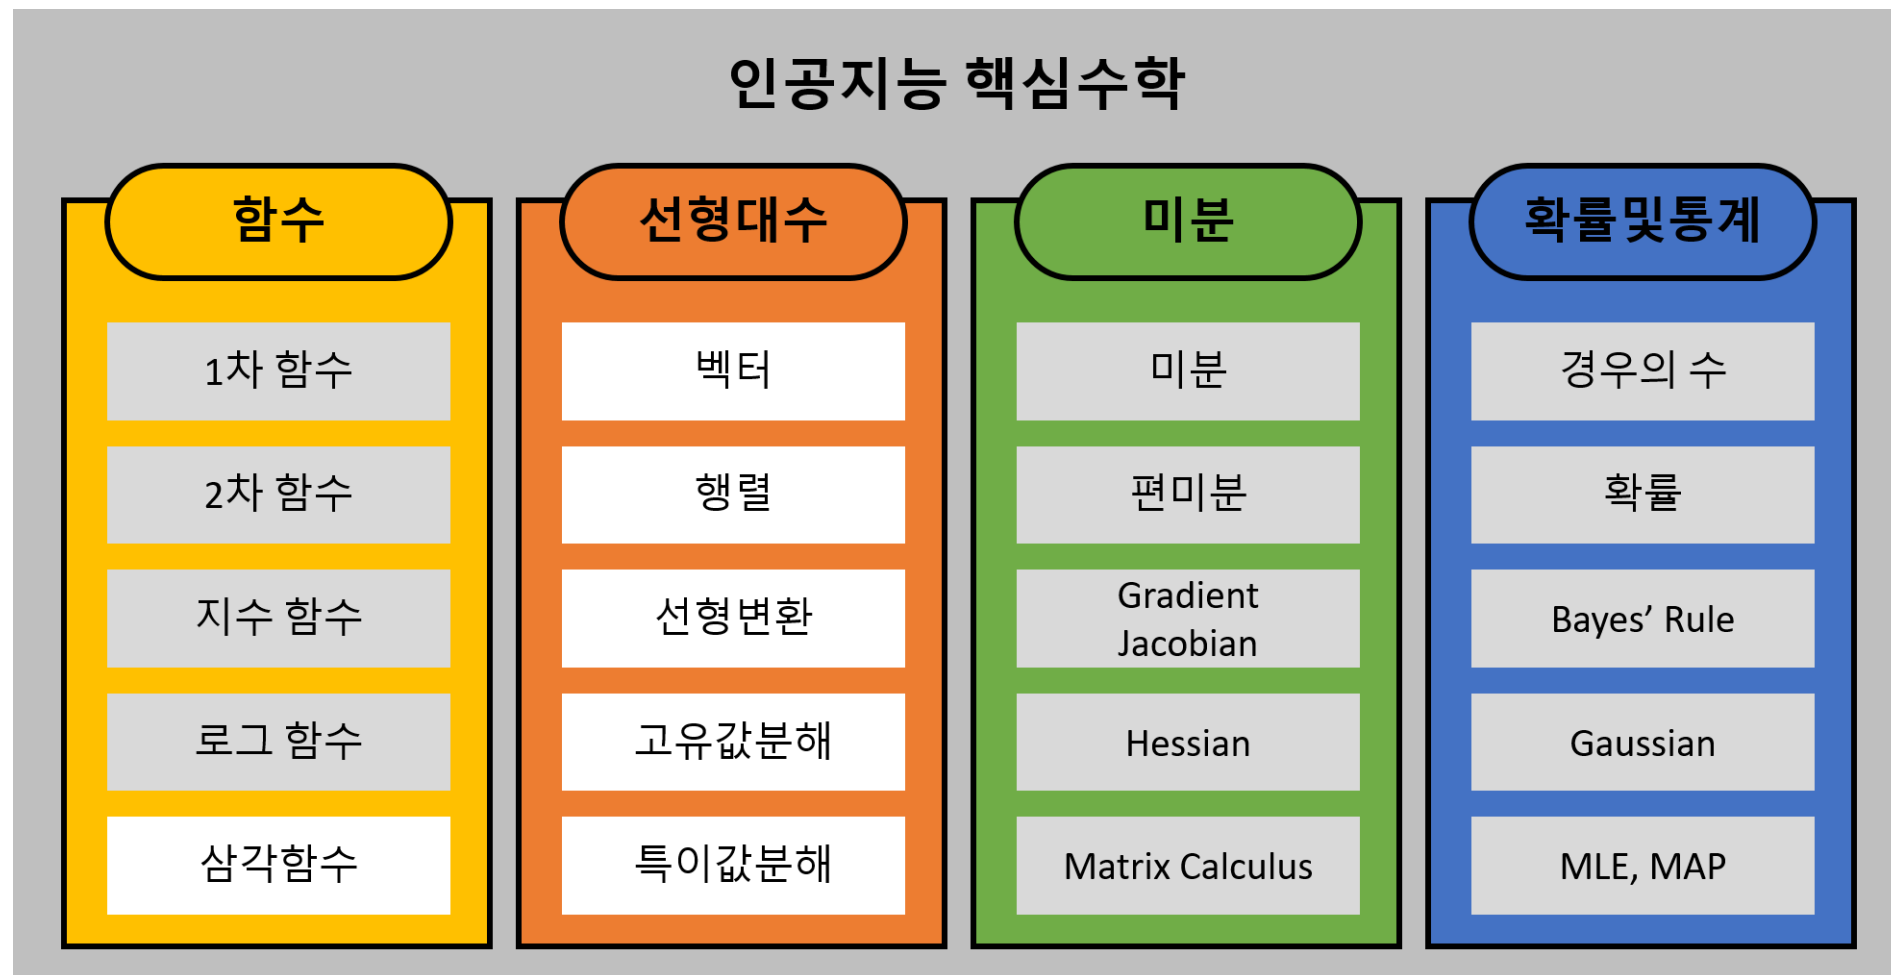 인공지능 핵심수학
함수
1차 함수
2차 함수
지수 함수
로그 함수
삼각함수
선형대수
벡터
행렬
선형변환
고유값분해
특이값분해
미분
미분
편미분
Gradient
Jacobian
Hessian
Matrix Calculus
확률및통계
경우의 수
확률
Bayes’ Rule
Gaussian
MLE, MAP